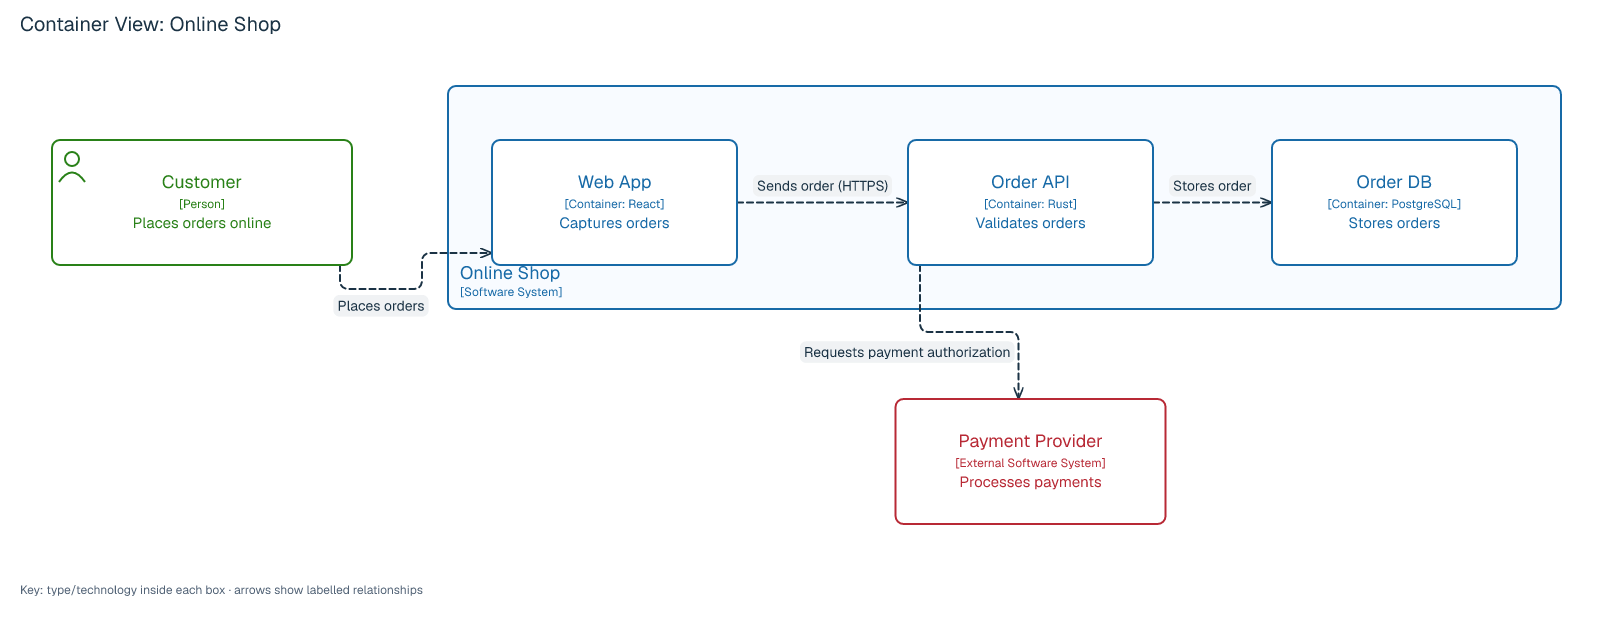 Container View: Online Shop
Customer
[Person]
Places orders online
Places orders
Web App
[Container: React]
Captures orders
Sends order (HTTPS)
Order API
[Container: Rust]
Validates orders
Stores order
Order DB
[Container: PostgreSQL]
Stores orders
Online Shop
[Software System]
Requests payment authorization
Payment Provider
[External Software System]
Processes payments
Key: type/technology inside each box · arrows show labelled relationships